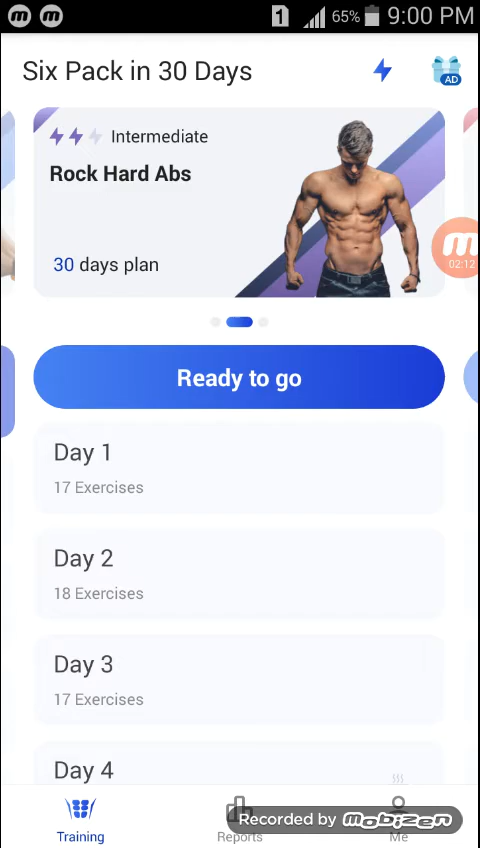 1 65% 9:00 PM
Six Pack in 30 Days
AD
Intermediate
Rock Hard Abs
30 days plan
02:12
Ready to go
Day 1
17 Exercises
Day 2
18 Exercises
Day 3
17 Exercises
Day 4
Recorded by mobizen
Training
Reports
Me